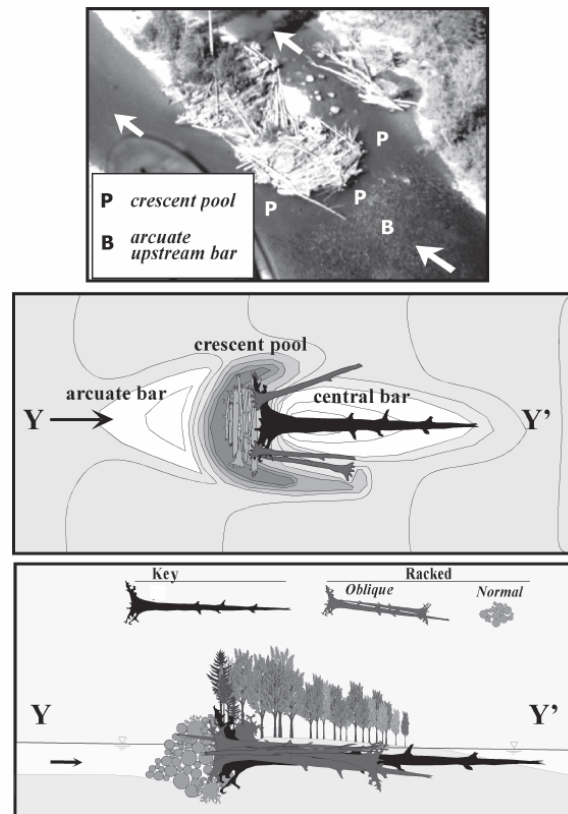 P
P
P crescent pool
P
B arcuate
upstream bar
B
crescent pool
arcuate bar
central bar
Y
Y'
Key
Racked
Oblique
Normal
Y
Y'